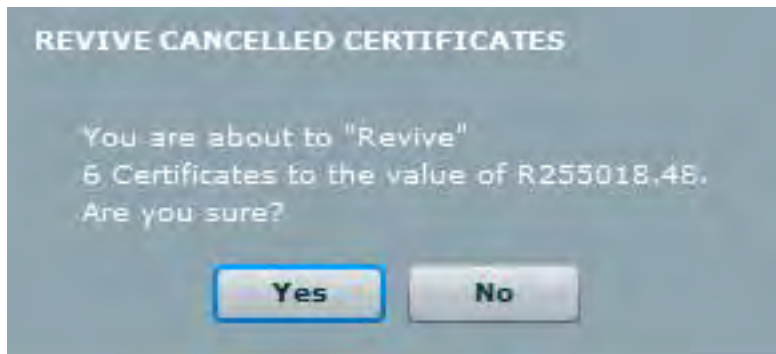 REVIVE CANCELLED CERTIFICATES
You are about to "Revive"
6 Certificates to the value of R255018.48.
Are you sure?
Yes No